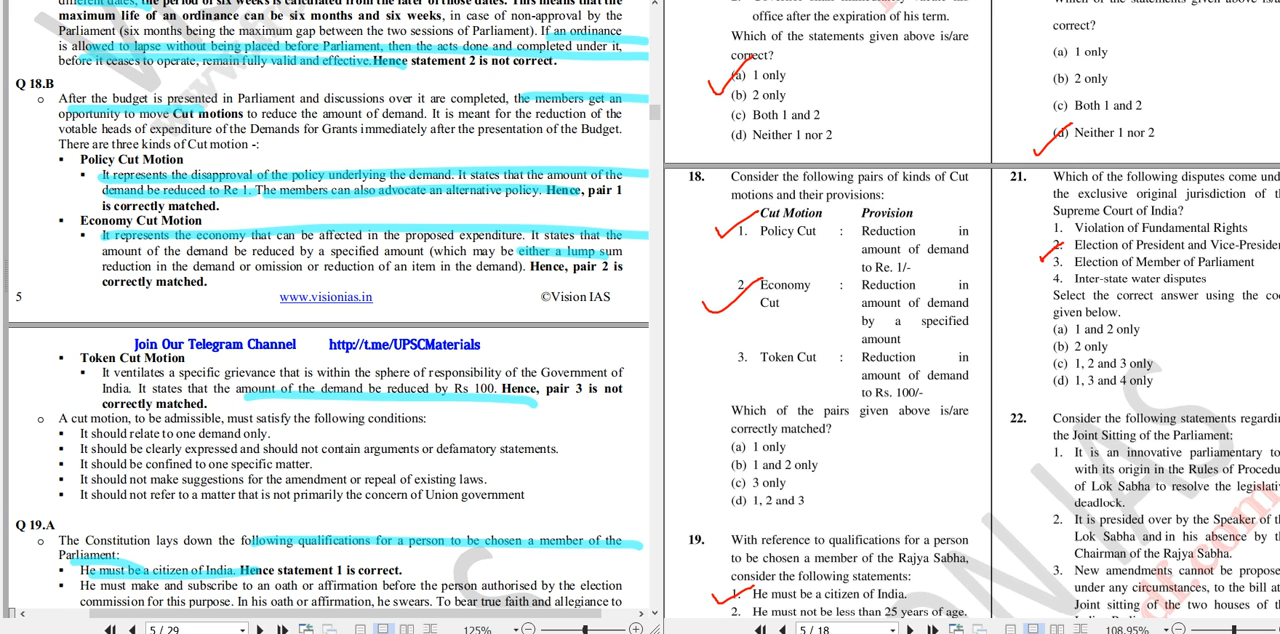 different dates, the period of six weeks is calculated from the later of those dates. This means that the
maximum life of an ordinance can be six months and six weeks, in case of non-approval by the
Parliament (six months being the maximum gap between the two sessions of Parliament). If an ordinance
is allowed to lapse without being placed before Parliament, then the acts done and completed under it,
before it ceases to operate, remain fully valid and effective.Hence statement 2 is not correct.
Q 18.B
o After the budget is presented in Parliament and discussions over it are completed, the members get an
opportunity to move Cut motions to reduce the amount of demand. It is meant for the reduction of the
votable heads of expenditure of the Demands for Grants immediately after the presentation of the Budget.
There are three kinds of Cut motion -:
▪ Policy Cut Motion
▪ It represents the disapproval of the policy underlying the demand. It states that the amount of the
demand be reduced to Re 1. The members can also advocate an alternative policy. Hence, pair 1
is correctly matched.
▪ Economy Cut Motion
▪ It represents the economy that can be affected in the proposed expenditure. It states that the
amount of the demand be reduced by a specified amount (which may be either a lump sum
reduction in the demand or omission or reduction of an item in the demand). Hence, pair 2 is
correctly matched.
5 www.visionias.in ©Vision IAS
Join Our Telegram Channel http://t.me/UPSCMaterials
▪ Token Cut Motion
▪ It ventilates a specific grievance that is within the sphere of responsibility of the Government of
India. It states that the amount of the demand be reduced by Rs 100. Hence, pair 3 is not
correctly matched.
o A cut motion, to be admissible, must satisfy the following conditions:
▪ It should relate to one demand only.
▪ It should be clearly expressed and should not contain arguments or defamatory statements.
▪ It should be confined to one specific matter.
▪ It should not make suggestions for the amendment or repeal of existing laws.
▪ It should not refer to a matter that is not primarily the concern of Union government
Q 19.A
o The Constitution lays down the following qualifications for a person to be chosen a member of the
Parliament:
▪ He must be a citizen of India. Hence statement 1 is correct.
▪ He must make and subscribe to an oath or affirmation before the person authorised by the election
commission for this purpose. In his oath or affirmation, he swears. To bear true faith and allegiance to
5 / 29 125%
office after the expiration of his term.
Which of the statements given above is/are
correct?
(a) 1 only
(b) 2 only
(c) Both 1 and 2
(d) Neither 1 nor 2
18. Consider the following pairs of kinds of Cut
motions and their provisions:
Cut Motion Provision
1. Policy Cut : Reduction in
amount of demand
to Re. 1/-
2. Economy : Reduction in
Cut amount of demand
by a specified
amount
3. Token Cut : Reduction in
amount of demand
to Rs. 100/-
Which of the pairs given above is/are
correctly matched?
(a) 1 only
(b) 1 and 2 only
(c) 3 only
(d) 1, 2 and 3
19. With reference to qualifications for a person
to be chosen a member of the Rajya Sabha,
consider the following statements:
1. He must be a citizen of India.
2. He must not be less than 25 years of age.
5 / 18 108.95%
correct?
(a) 1 only
(b) 2 only
(c) Both 1 and 2
(d) Neither 1 nor 2
21. Which of the following disputes come und
the exclusive original jurisdiction of t
Supreme Court of India?
1. Violation of Fundamental Rights
2. Election of President and Vice-Preside
3. Election of Member of Parliament
4. Inter-state water disputes
Select the correct answer using the co
given below.
(a) 1 and 2 only
(b) 2 only
(c) 1, 2 and 3 only
(d) 1, 3 and 4 only
22. Consider the following statements regardi
the Joint Sitting of the Parliament:
1. It is an innovative parliamentary to
with its origin in the Rules of Procedu
of Lok Sabha to resolve the legislati
deadlock.
2. It is presided over by the Speaker of t
Lok Sabha and in his absence by t
Chairman of the Rajya Sabha.
3. New amendments cannot be propose
under any circumstances, to the bill at
Joint sitting of the two houses of t